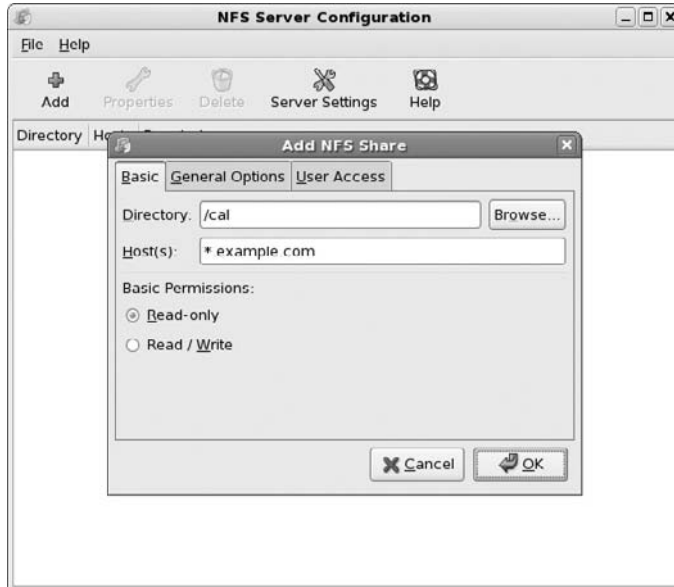 NFS Server Configuration
File Help
Add Properties Delete Server Settings Help
Directory
Add NFS Share
Basic General Options User Access
Directory: /cal
Host(s): *.example.com
Basic Permissions:
Read-only
Read / Write
Cancel OK